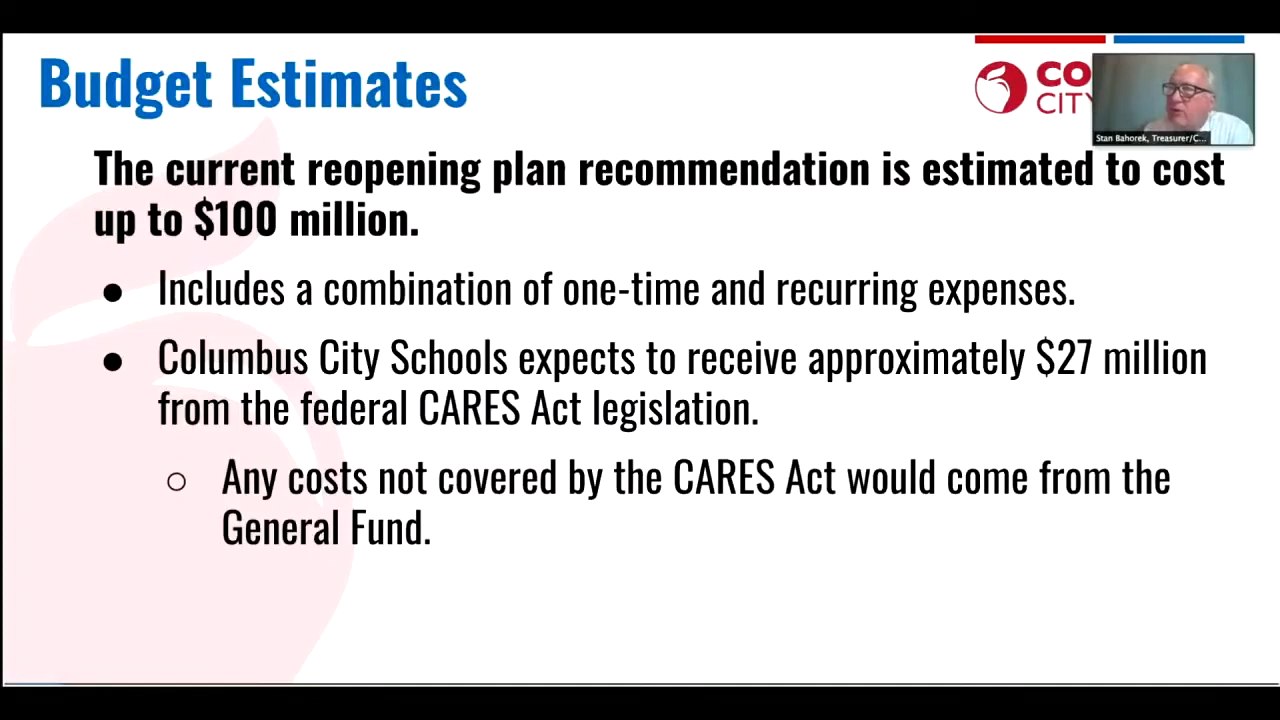 Budget Estimates
CO
CITY
Stan Bahorek, Treasurer/C...
The current reopening plan recommendation is estimated to cost
up to $100 million.
● Includes a combination of one-time and recurring expenses.
● Columbus City Schools expects to receive approximately $27 million
from the federal CARES Act legislation.
○ Any costs not covered by the CARES Act would come from the
General Fund.